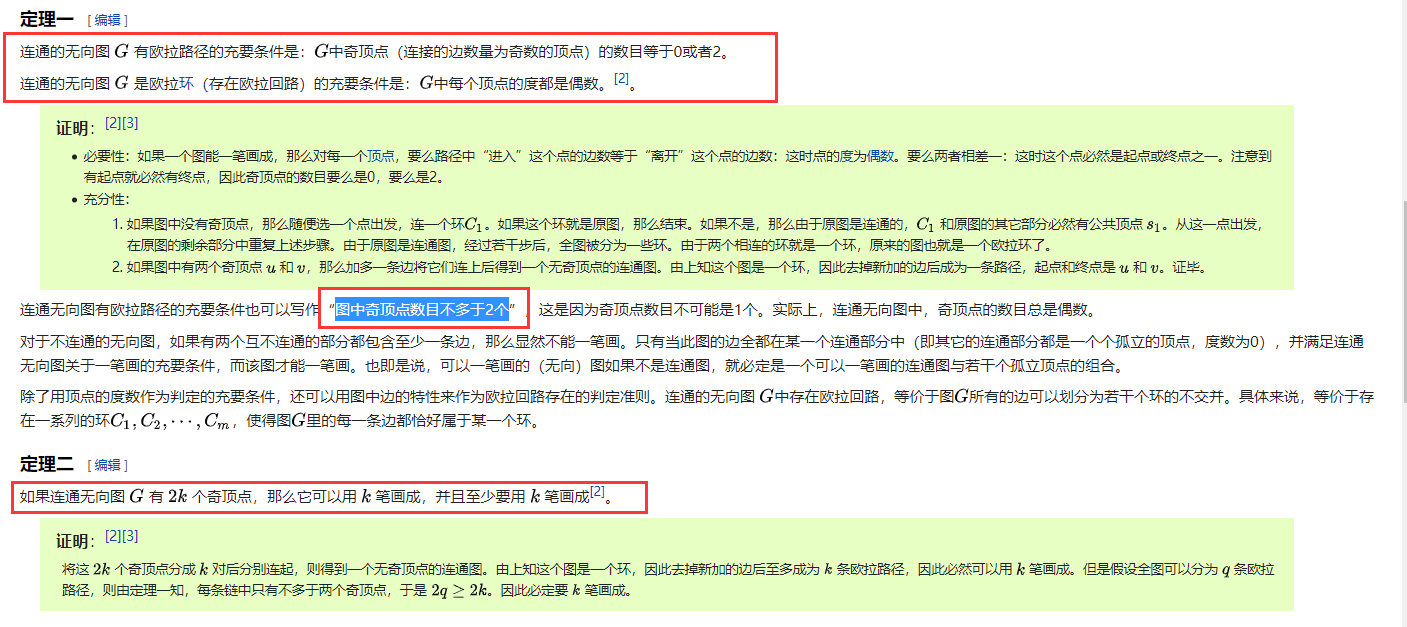 定理一 [ 编辑 ]
连通的无向图 G 有欧拉路径的充要条件是：G中奇顶点（连接的边数量为奇数的顶点）的数目等于0或者2。
连通的无向图 G 是欧拉环（存在欧拉回路）的充要条件是：G中每个顶点的度都是偶数。[2]。
证明：[2][3]
• 必要性：如果一个图能一笔画成，那么对每一个顶点，要么路径中“进入”这个点的边数等于“离开”这个点的边数：这时点的度为偶数。要么两者相差一：这时这个点必然是起点或终点之一。注意到
有起点就必然有终点，因此奇顶点的数目要么是0，要么是2。
• 充分性：
1. 如果图中没有奇顶点，那么随便选一个点出发，连一个环C₁。如果这个环就是原图，那么结束。如果不是，那么由于原图是连通的，C₁ 和原图的其它部分必然有公共顶点 s₁。从这一点出发，
在原图的剩余部分中重复上述步骤。由于原图是连通图，经过若干步后，全图被分为一些环。由于两个相连的环就是一个环，原来的图也就是一个欧拉环了。
2. 如果图中有两个奇顶点 u 和 v，那么加多一条边将它们连上后得到一个无奇顶点的连通图。由上知这个图是一个环，因此去掉新加的边后成为一条路径，起点和终点是 u 和 v。证毕。
连通无向图有欧拉路径的充要条件也可以写作“图中奇顶点数目不多于2个”，这是因为奇顶点数目不可能是1个。实际上，连通无向图中，奇顶点的数目总是偶数。
对于不连通的无向图，如果有两个互不连通的部分都包含至少一条边，那么显然不能一笔画。只有当此图的边全都在某一个连通部分中（即其它的连通部分都是一个个孤立的顶点，度数为0），并满足连通
无向图关于一笔画的充要条件，而该图才能一笔画。也即是说，可以一笔画的（无向）图如果不是连通图，就必定是一个可以一笔画的连通图与若干个孤立顶点的组合。
除了用顶点的度数作为判定的充要条件，还可以用图中边的特性来作为欧拉回路存在的判定准则。连通的无向图 G中存在欧拉回路，等价于图G所有的边可以划分为若干个环的不交并。具体来说，等价于存
在一系列的环C₁, C₂, ⋯, Cₘ，使得图G里的每一条边都恰好属于某一个环。
定理二 [ 编辑 ]
如果连通无向图 G 有 2k 个奇顶点，那么它可以用 k 笔画成，并且至少要用 k 笔画成[2]。
证明：[2][3]
将这 2k 个奇顶点分成 k 对后分别连起，则得到一个无奇顶点的连通图。由上知这个图是一个环，因此去掉新加的边后至多成为 k 条欧拉路径，因此必然可以用 k 笔画成。但是假设全图可以分为 q 条欧拉
路径，则由定理一知，每条链中只有不多于两个奇顶点，于是 2q ≥ 2k。因此必定要 k 笔画成。